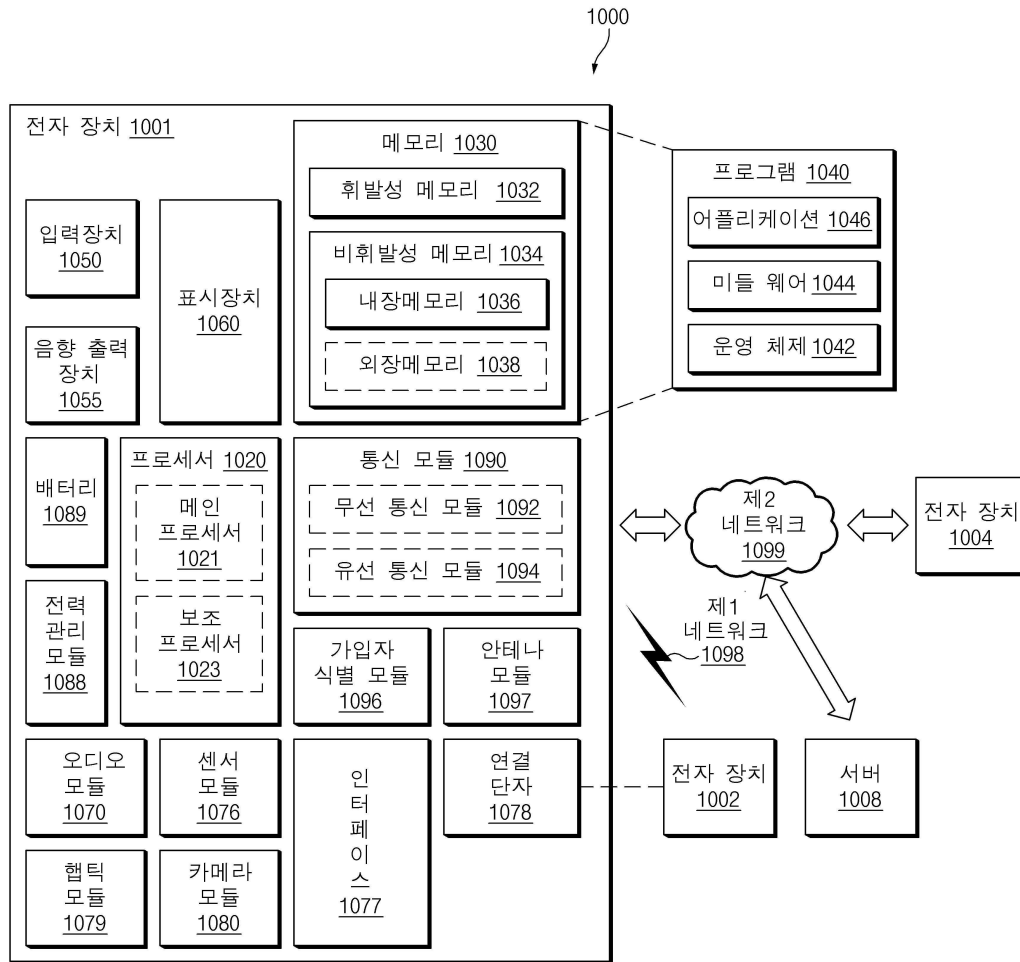 1000
전자 장치 1001
메모리 1030
휘발성 메모리 1032
비휘발성 메모리 1034
내장메모리 1036
외장메모리 1038
프로그램 1040
어플리케이션 1046
미들 웨어 1044
운영 체제 1042
입력장치
1050
표시장치
1060
음향 출력
장치
1055
배터리
1089
프로세서 1020
메인
프로세서
1021
보조
프로세서
1023
통신 모듈 1090
무선 통신 모듈 1092
유선 통신 모듈 1094
제2
네트워크
1099
전자 장치
1004
전력
관리
모듈
1088
가입자
식별 모듈
1096
안테나
모듈
1097
제1
네트워크
1098
오디오
모듈
1070
센서
모듈
1076
인
터
페
이
스
1077
연결
단자
1078
전자 장치
1002
서버
1008
햅틱
모듈
1079
카메라
모듈
1080